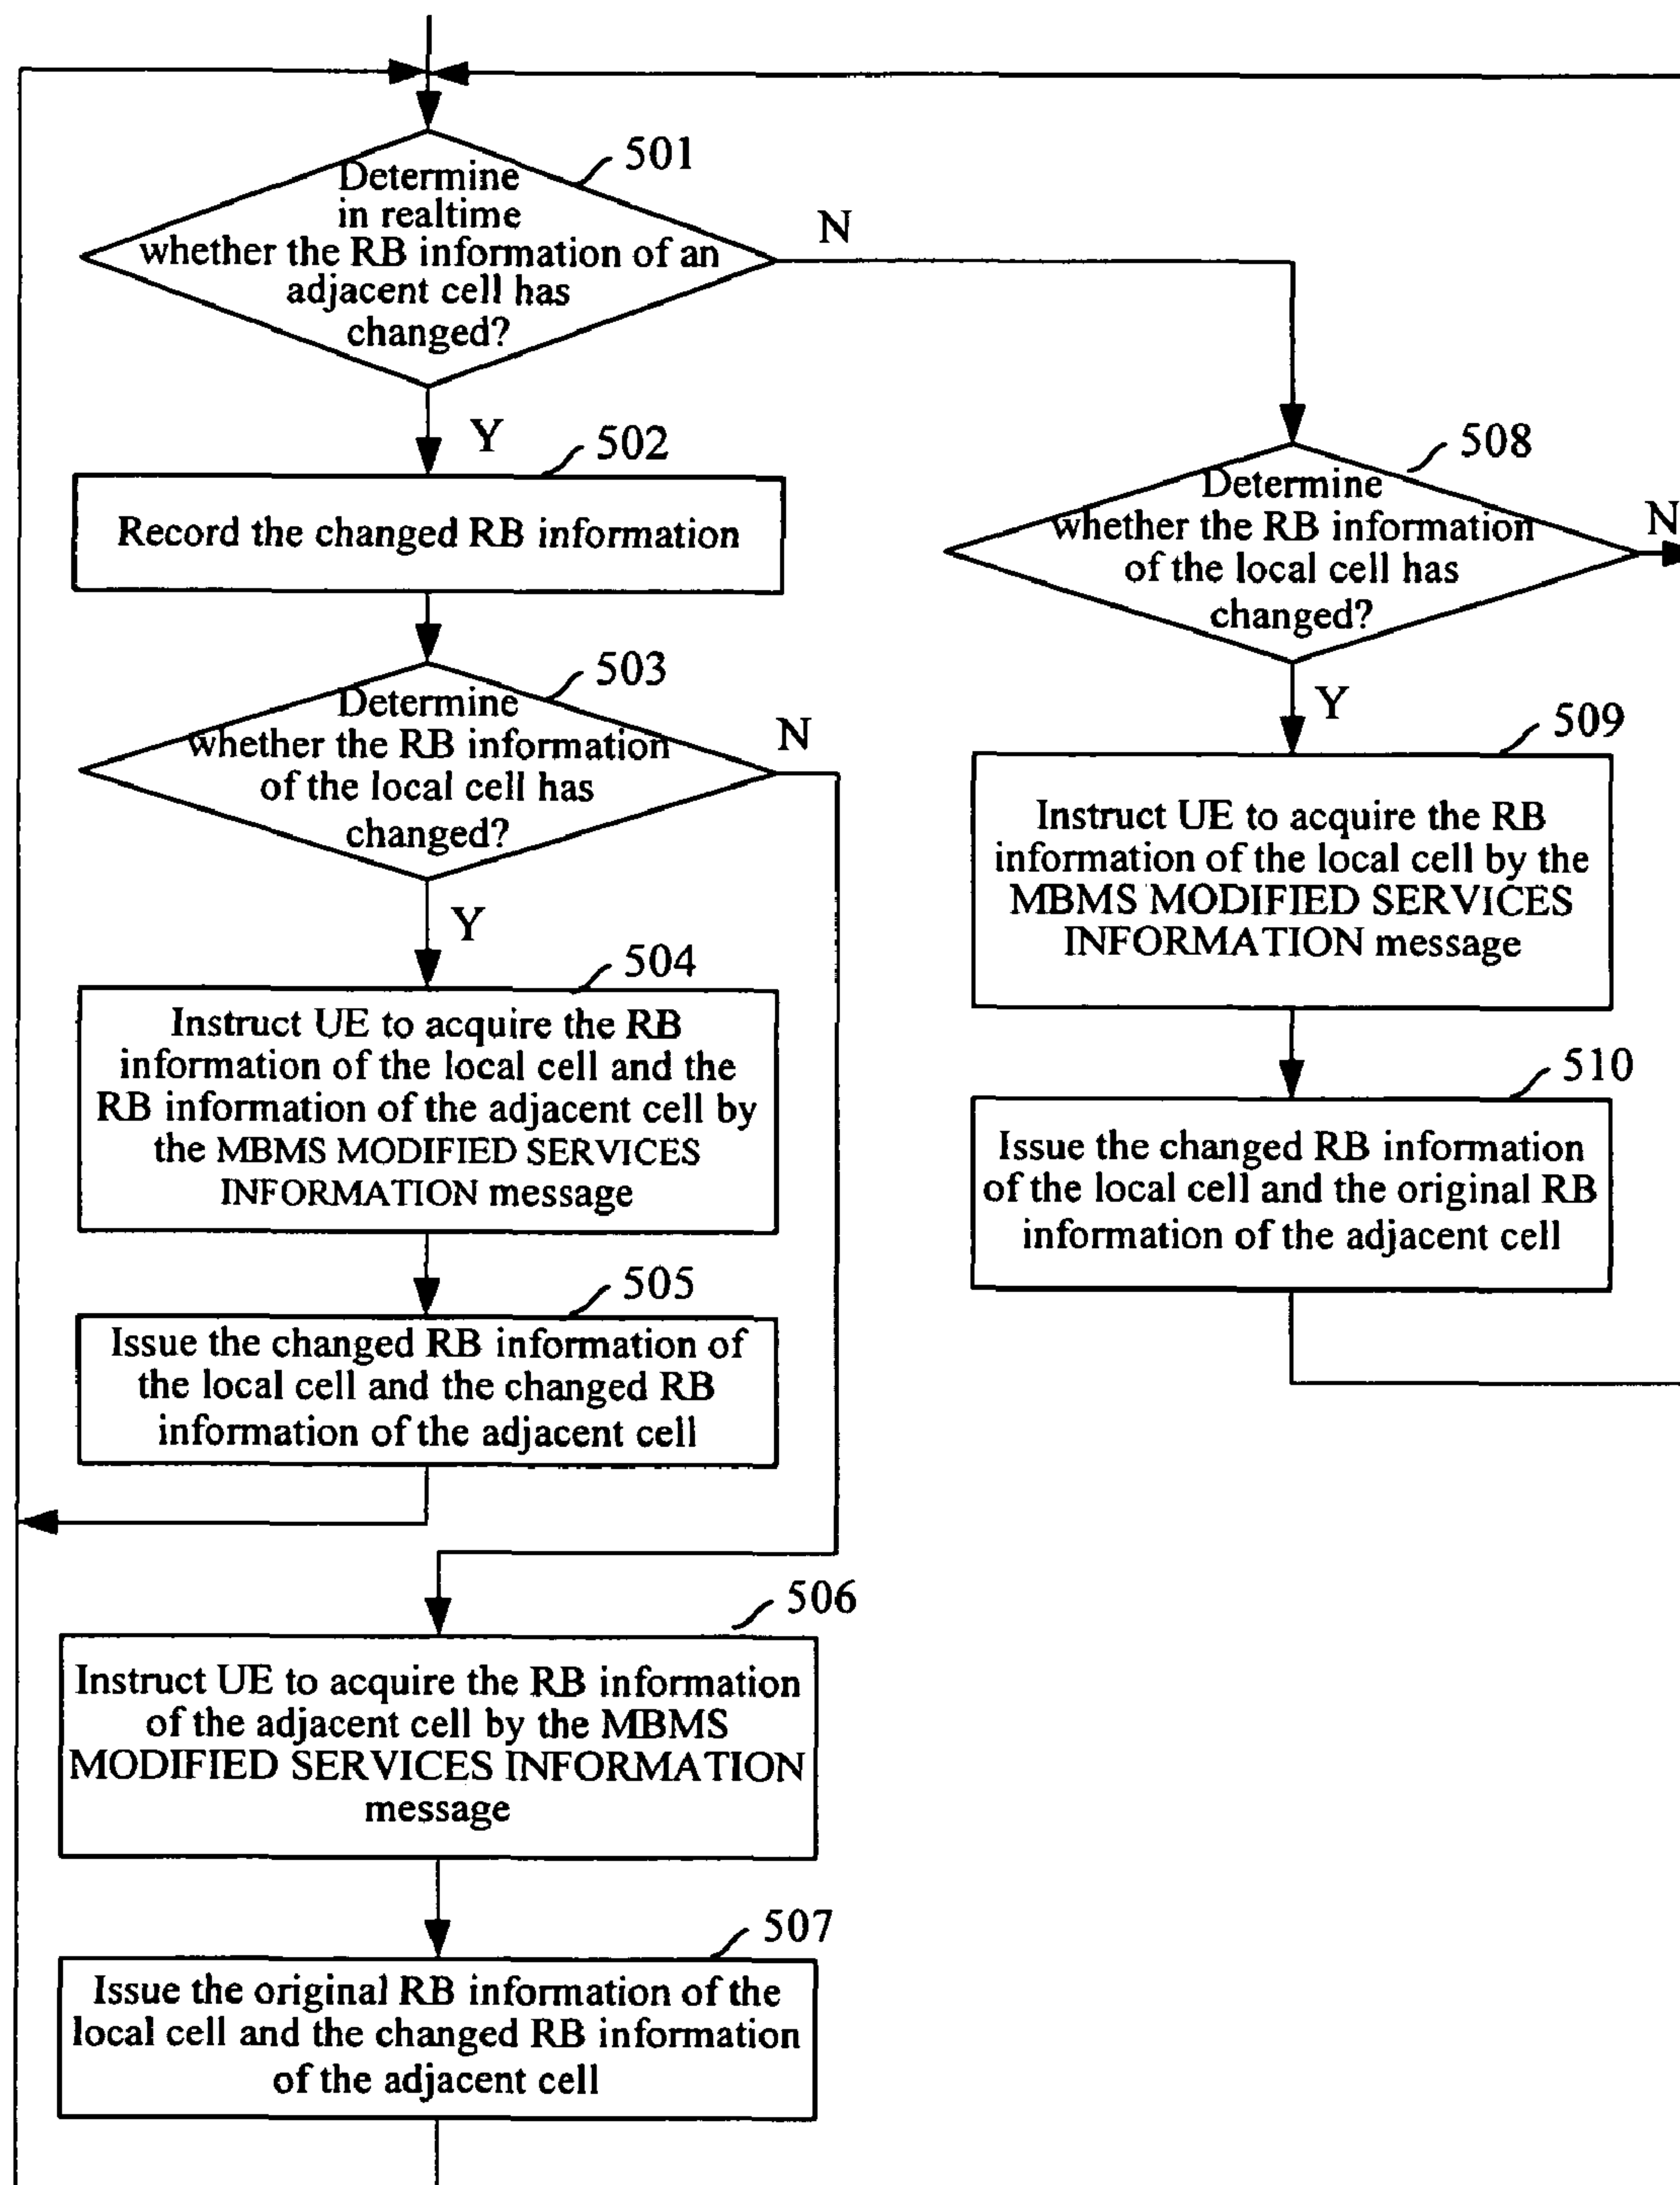 501
Determine
in realtime
whether the RB information of an
adjacent cell has
changed?
N
Y
502
Record the changed RB information
503
Determine
whether the RB information
of the local cell has
changed?
N
Y
504
Instruct UE to acquire the RB
information of the local cell and the
RB information of the adjacent cell by
the MBMS MODIFIED SERVICES
INFORMATION message
505
Issue the changed RB information of
the local cell and the changed RB
information of the adjacent cell
506
Instruct UE to acquire the RB information
of the adjacent cell by the MBMS
MODIFIED SERVICES INFORMATION
message
507
Issue the original RB information of the
local cell and the changed RB information
of the adjacent cell
508
Determine
whether the RB information
of the local cell has
changed?
N
Y
509
Instruct UE to acquire the RB
information of the local cell by the
MBMS MODIFIED SERVICES
INFORMATION message
510
Issue the changed RB information
of the local cell and the original RB
information of the adjacent cell